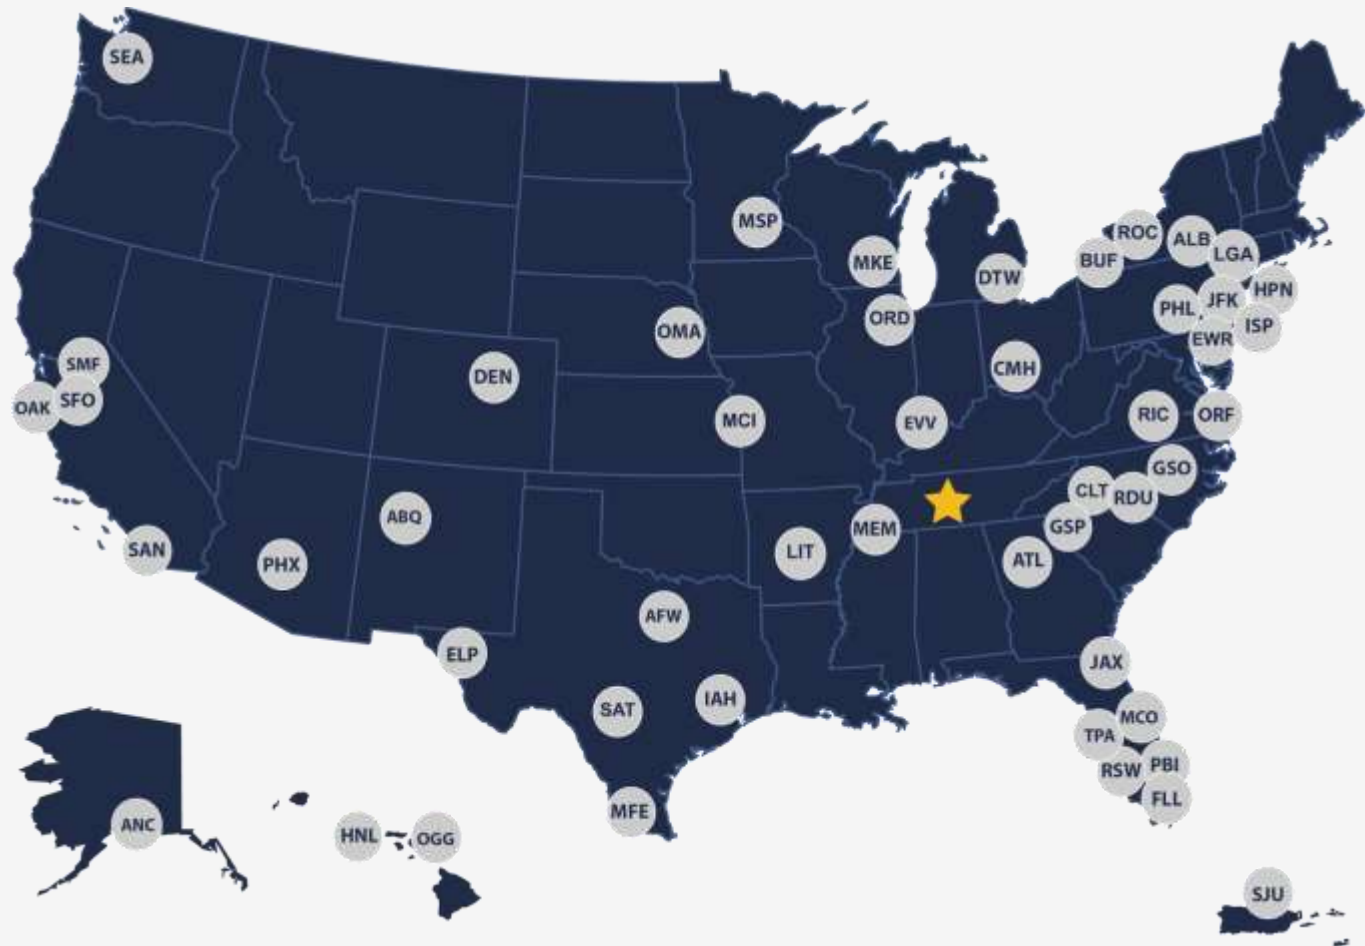 SEA
MSP
ROC
ALB
LGA
BUF
MKE
DTW
HPN
JFK
PHL
ISP
ORD
OMA
EWR
SMF
CMH
DEN
SFO
OAK
RIC
ORF
MCI
EVV
GSO
CLT
RDU
ABQ
GSP
MEM
SAN
LIT
ATL
PHX
AFW
ELP
JAX
IAH
SAT
MCO
TPA
PBI
RSW
FLL
MFE
ANC
HNL
OGG
SJU